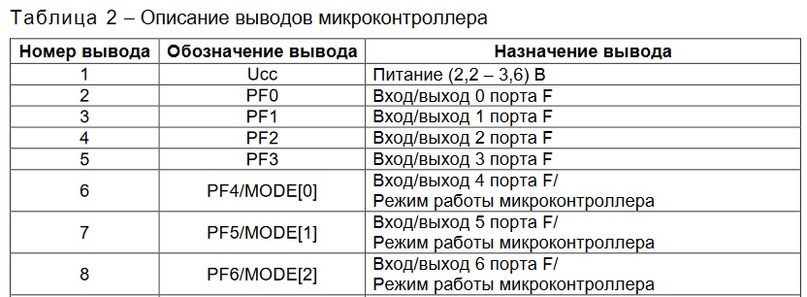 Таблица 2 – Описание выводов микроконтроллера
Номер вывода Обозначение вывода Назначение вывода
1 Ucc Питание (2,2 – 3,6) В
2 PF0 Вход/выход 0 порта F
3 PF1 Вход/выход 1 порта F
4 PF2 Вход/выход 2 порта F
5 PF3 Вход/выход 3 порта F
6 PF4/MODE[0] Вход/выход 4 порта F/
Режим работы микроконтроллера
7 PF5/MODE[1] Вход/выход 5 порта F/
Режим работы микроконтроллера
8 PF6/MODE[2] Вход/выход 6 порта F/
Режим работы микроконтроллера